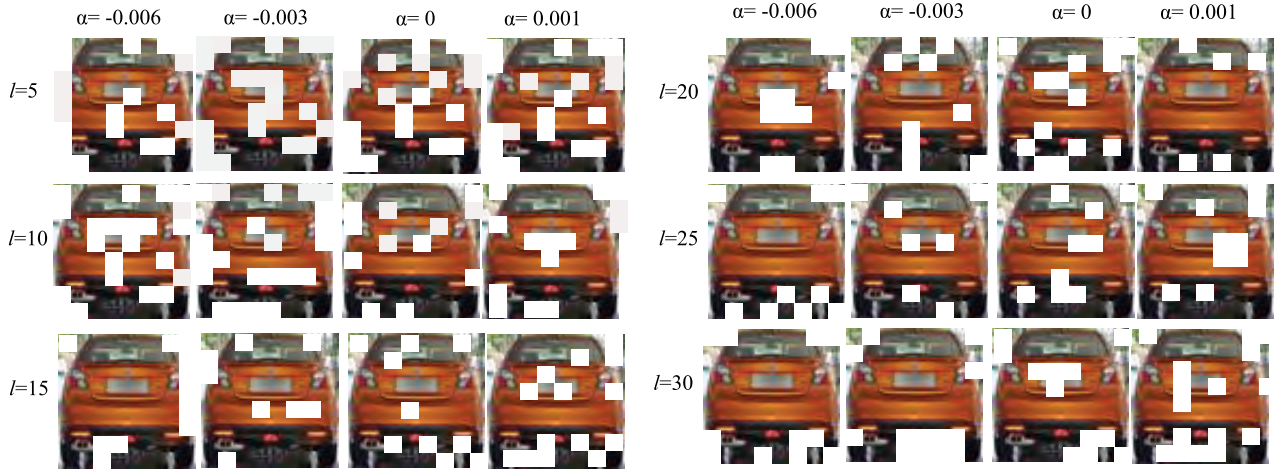 α= -0.006 α= -0.003 α= 0 α= 0.001
l=5
l=10
l=15
α= -0.006 α= -0.003 α= 0 α= 0.001
l=20
l=25
l=30